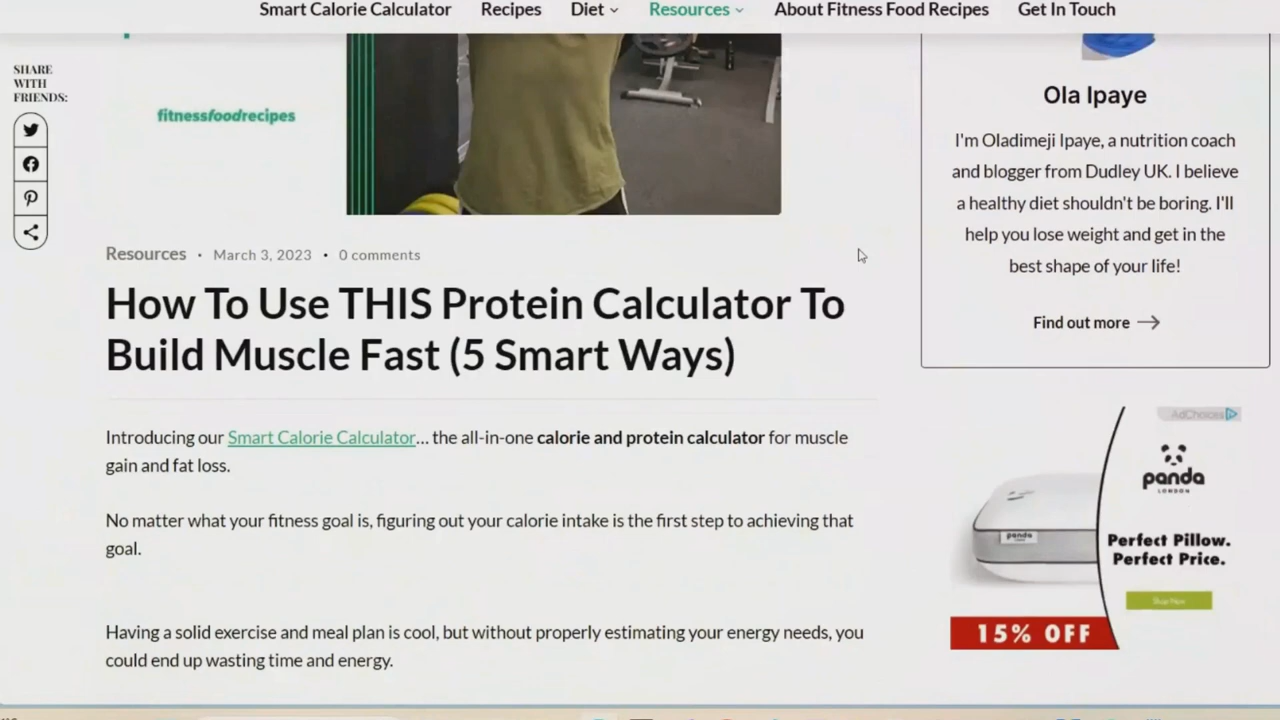 Smart Calorie Calculator Recipes Diet Resources About Fitness Food Recipes Get In Touch
SHARE
WITH
FRIENDS:
fitnessfoodrecipes
Resources · March 3, 2023 · 0 comments
How To Use THIS Protein Calculator To
Build Muscle Fast (5 Smart Ways)
Introducing our Smart Calorie Calculator... the all-in-one calorie and protein calculator for muscle
gain and fat loss.
No matter what your fitness goal is, figuring out your calorie intake is the first step to achieving that
goal.
Having a solid exercise and meal plan is cool, but without properly estimating your energy needs, you
could end up wasting time and energy.
Ola Ipaye
I'm Oladimeji Ipaye, a nutrition coach
and blogger from Dudley UK. I believe
a healthy diet shouldn't be boring. I'll
help you lose weight and get in the
best shape of your life!
Find out more
AdChoices
panda
LONDON
panda
Perfect Pillow.
Perfect Price.
Shop Now
15% OFF